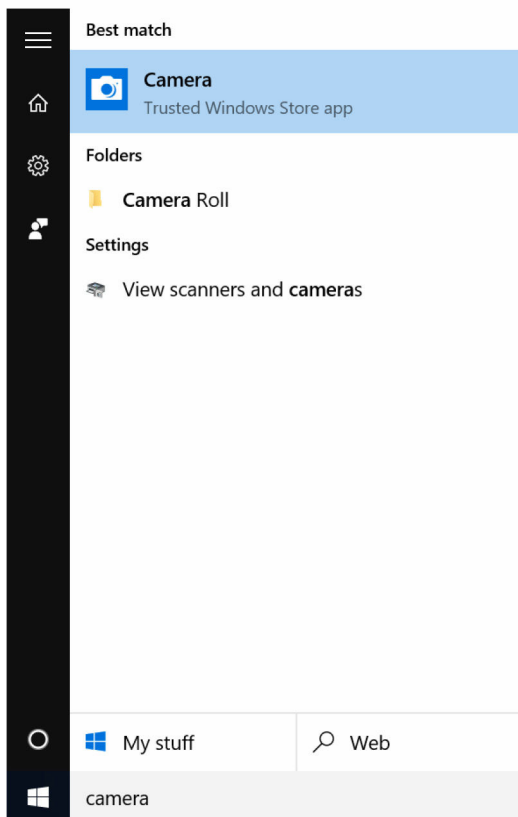 Best match
Camera
Trusted Windows Store app
Folders
Camera Roll
Settings
View scanners and cameras
My stuff
Web
camera